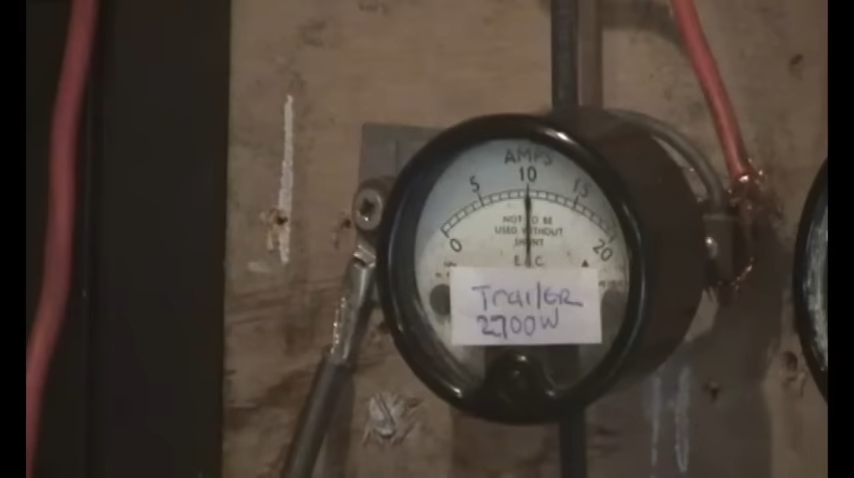 AMPS
0 5 10 15 20
NOT TO BE
USED WITHOUT
SHUNT
Trailer
2700W